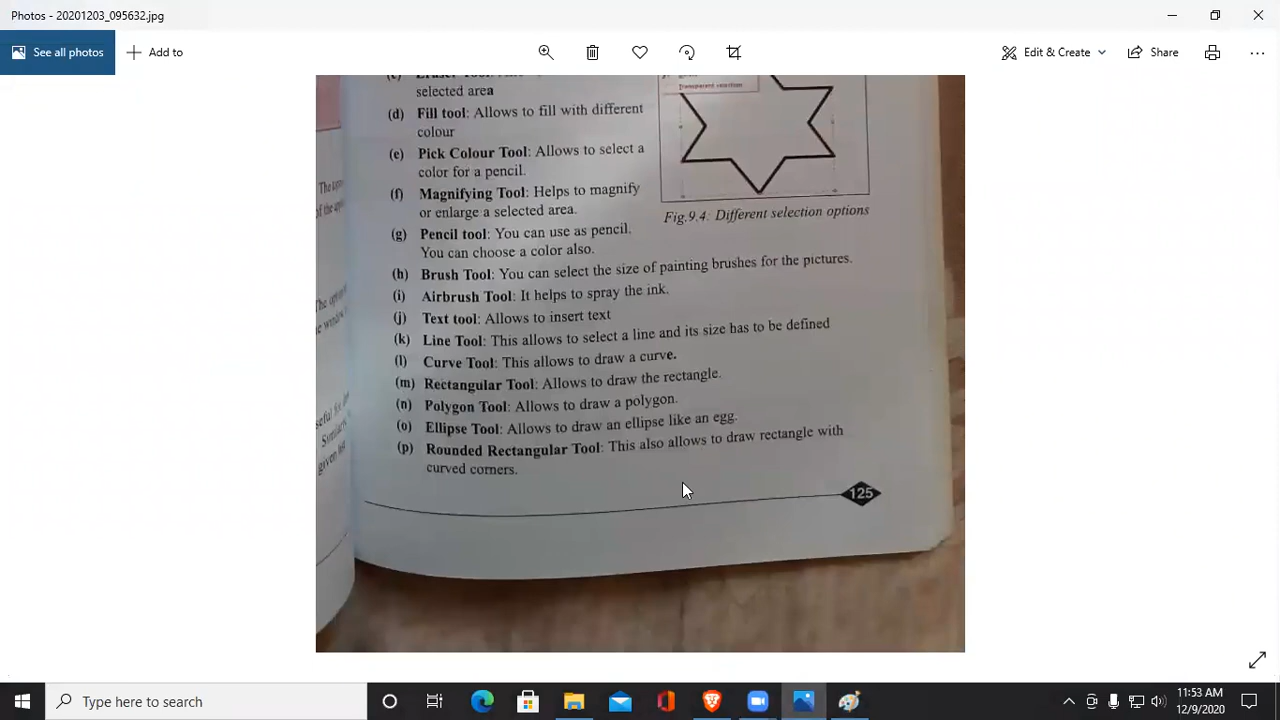 Photos - 20201203_095632.jpg
See all photos
Add to
Edit & Create
Share
selected area
(d) Fill tool: Allows to fill with different
colour
(e) Pick Colour Tool: Allows to select a
color for a pencil.
(f) Magnifying Tool: Helps to magnify
or enlarge a selected area.
(g) Pencil tool: You can use as pencil.
You can choose a color also.
Transparent selection
Fig.9.4: Different selection options
(h) Brush Tool: You can select the size of painting brushes for the pictures.
(i) Airbrush Tool: It helps to spray the ink.
(j) Text tool: Allows to insert text
(k) Line Tool: This allows to select a line and its size has to be defined
(l) Curve Tool: This allows to draw a curve.
(m) Rectangular Tool: Allows to draw the rectangle.
(n) Polygon Tool: Allows to draw a polygon.
(o) Ellipse Tool: Allows to draw an ellipse like an egg.
(p) Rounded Rectangular Tool: This also allows to draw rectangle with
curved corners.
125
Type here to search
11:53 AM
12/9/2020